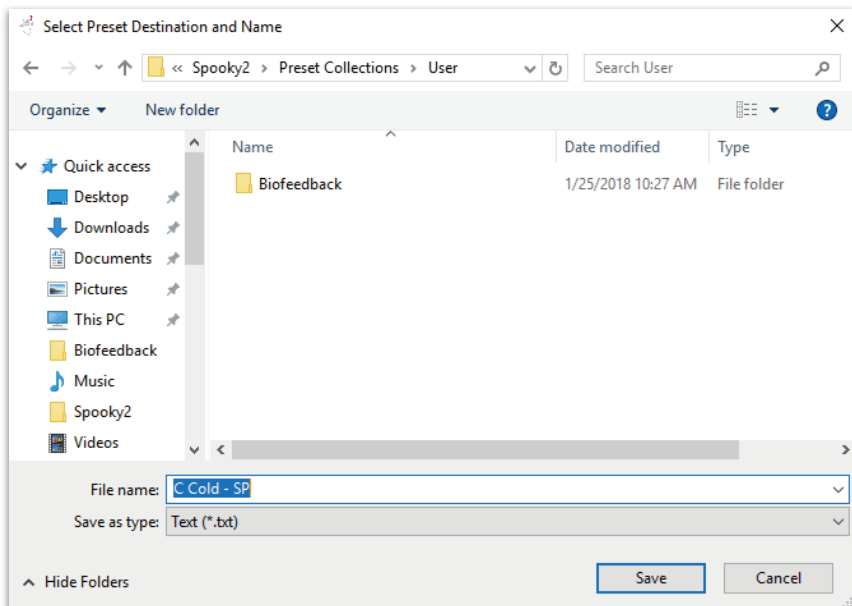 Select Preset Destination and Name
« Spooky2 > Preset Collections > User
Search User
Organize
New folder
Name
Date modified
Type
Quick access
Biofeedback
1/25/2018 10:27 AM
File folder
Desktop
Downloads
Documents
Pictures
This PC
Biofeedback
Music
Spooky2
Videos
File name: C Cold - SP
Save as type: Text (*.txt)
Hide Folders
Save
Cancel